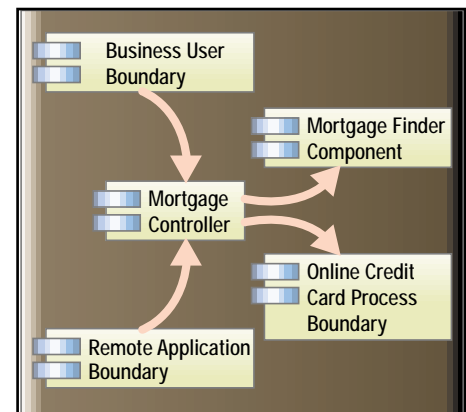 Business User
Boundary
Mortgage Finder
Component
Mortgage
Controller
Online Credit
Card Process
Boundary
Remote Application
Boundary